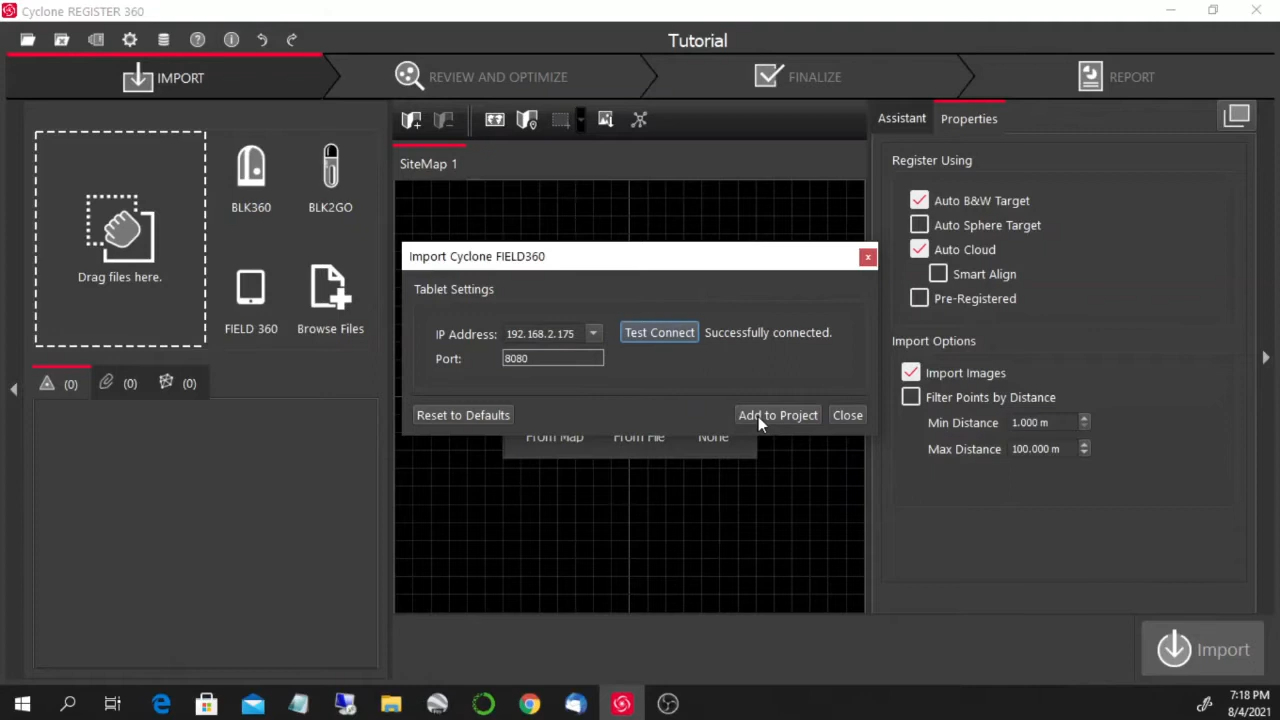 Cyclone REGISTER 360
Tutorial
IMPORT
REVIEW AND OPTIMIZE
FINALIZE
REPORT
Drag files here.
BLK360
BLK2GO
FIELD 360
Browse Files
(0)
(0)
(0)
SiteMap 1
Import Cyclone FIELD360
x
Tablet Settings
IP Address: 192.168.2.175 Test Connect Successfully connected.
Port: 8080
Reset to Defaults Add to Project Close
From Map From File None
Assistant Properties
Register Using
Auto B&W Target
Auto Sphere Target
Auto Cloud
Smart Align
Pre-Registered
Import Options
Import Images
Filter Points by Distance
Min Distance 1.000 m
Max Distance 100.000 m
Import
7:18 PM
8/4/2021